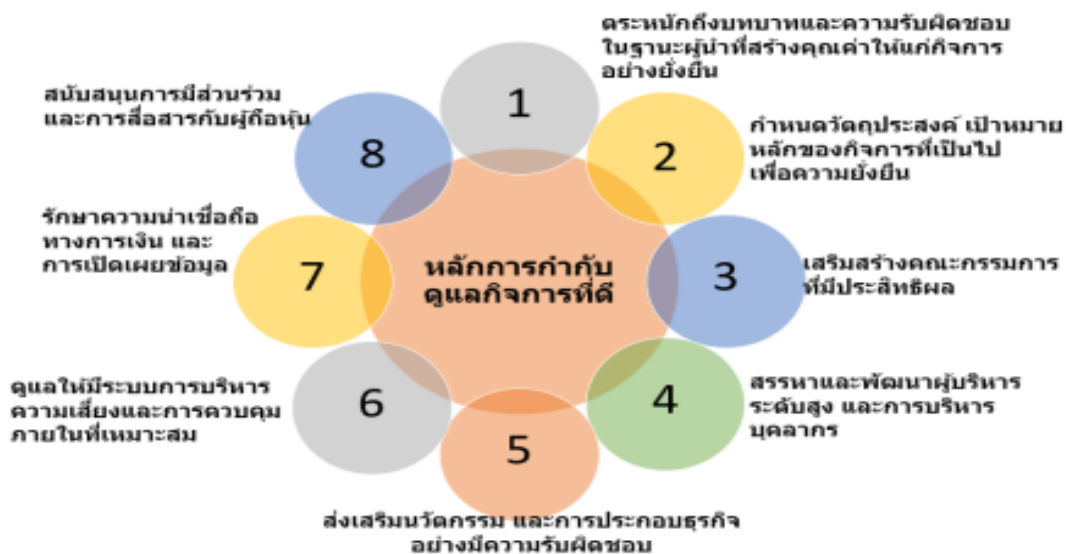 หลักการกำกับ
ดูแลกิจการที่ดี
1
ตระหนักถึงบทบาทและความรับผิดชอบ
ในฐานะผู้นำที่สร้างคุณค่าให้แก่กิจการ
อย่างยั่งยืน
2
กำหนดวัตถุประสงค์ เป้าหมาย
หลักของกิจการที่เป็นไป
เพื่อความยั่งยืน
3
เสริมสร้างคณะกรรมการ
ที่มีประสิทธิผล
4
สรรหาและพัฒนาผู้บริหาร
ระดับสูง และการบริหาร
บุคลากร
5
ส่งเสริมนวัตกรรม และการประกอบธุรกิจ
อย่างมีความรับผิดชอบ
6
ดูแลให้มีระบบการบริหาร
ความเสี่ยงและการควบคุม
ภายในที่เหมาะสม
7
รักษาความน่าเชื่อถือ
ทางการเงิน และ
การเปิดเผยข้อมูล
8
สนับสนุนการมีส่วนร่วม
และการสื่อสารกับผู้ถือหุ้น